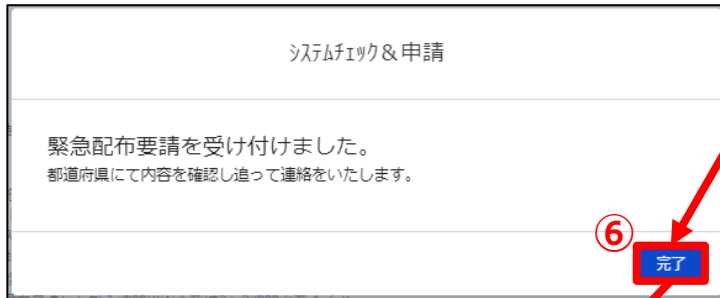 ｼｽﾃﾑﾁｪｯｸ＆申請
緊急配布要請を受け付けました。
都道府県にて内容を確認し追って連絡をいたします。
⑥
完了